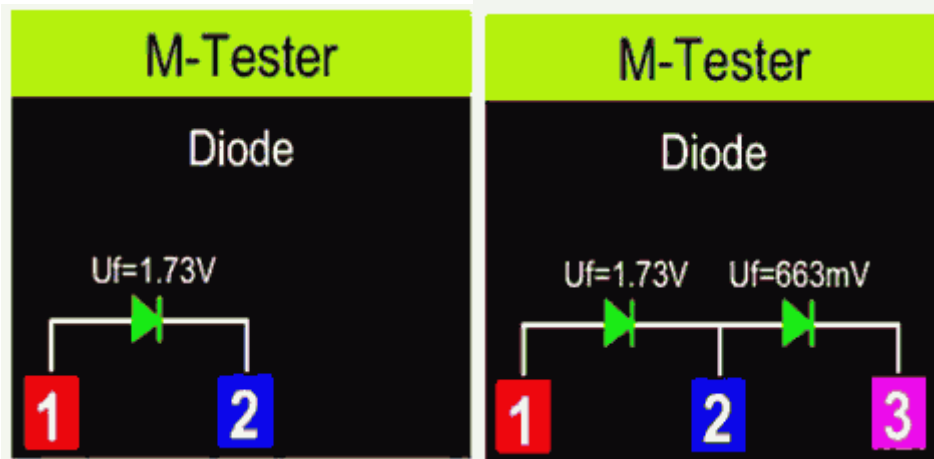 M-Tester
Diode
Uf=1.73V
1 2
M-Tester
Diode
Uf=1.73V Uf=663mV
1 2 3